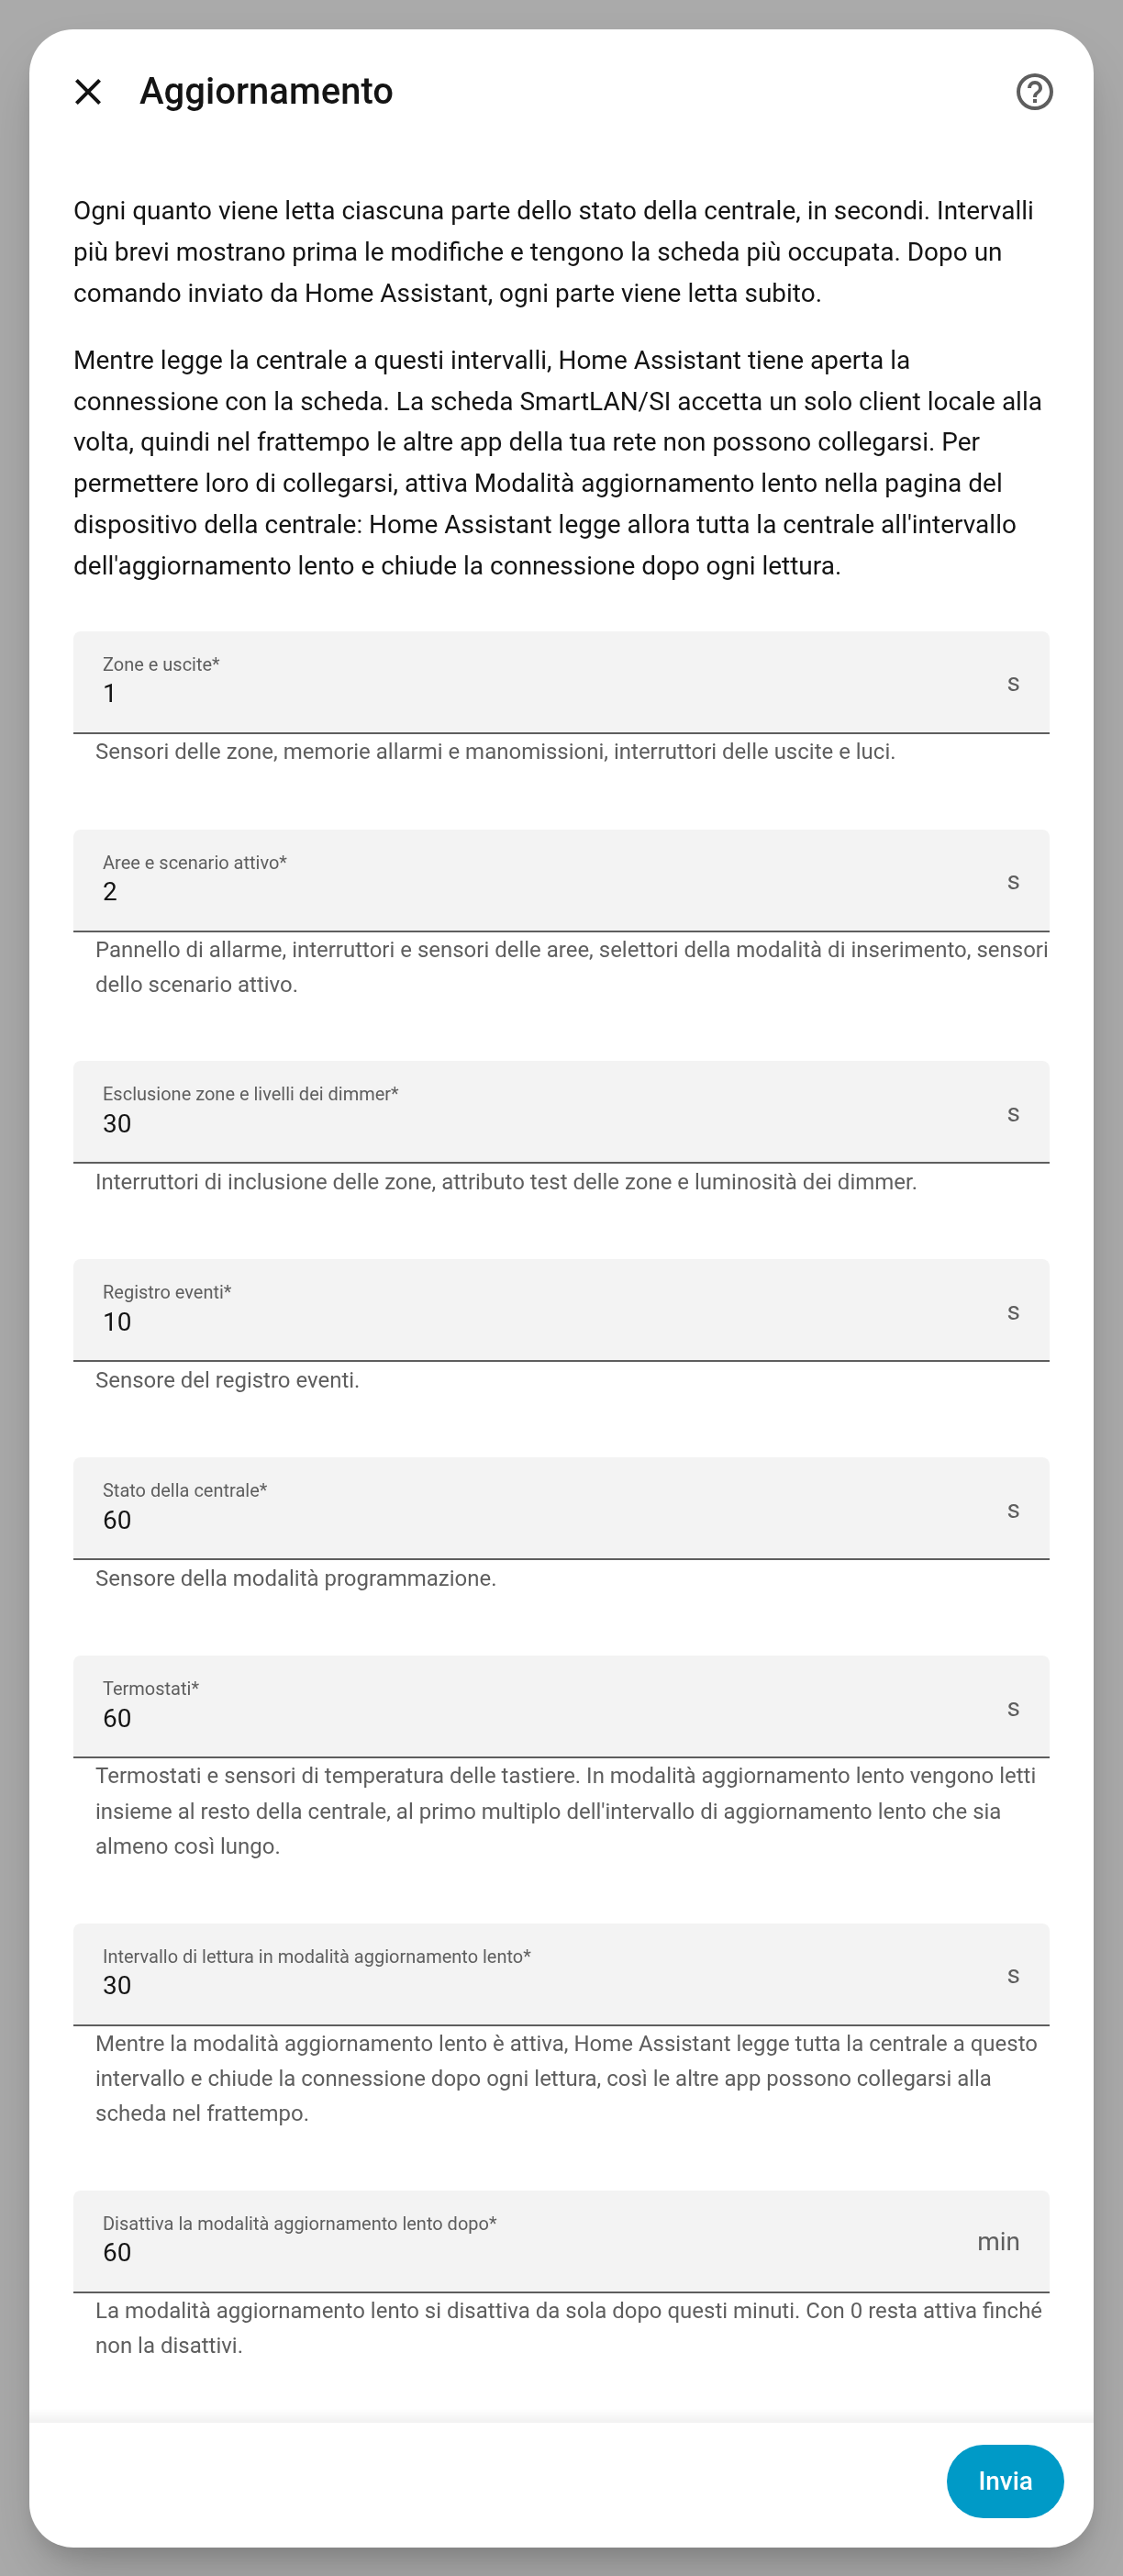 Aggiornamento
Ogni quanto viene letta ciascuna parte dello stato della centrale, in secondi. Intervalli
più brevi mostrano prima le modifiche e tengono la scheda più occupata. Dopo un
comando inviato da Home Assistant, ogni parte viene letta subito.
Mentre legge la centrale a questi intervalli, Home Assistant tiene aperta la
connessione con la scheda. La scheda SmartLAN/SI accetta un solo client locale alla
volta, quindi nel frattempo le altre app della tua rete non possono collegarsi. Per
permettere loro di collegarsi, attiva Modalità aggiornamento lento nella pagina del
dispositivo della centrale: Home Assistant legge allora tutta la centrale all'intervallo
dell'aggiornamento lento e chiude la connessione dopo ogni lettura.
Zone e uscite*
1 s
Sensori delle zone, memorie allarmi e manomissioni, interruttori delle uscite e luci.
Aree e scenario attivo*
2 s
Pannello di allarme, interruttori e sensori delle aree, selettori della modalità di inserimento, sensori
dello scenario attivo.
Esclusione zone e livelli dei dimmer*
30 s
Interruttori di inclusione delle zone, attributo test delle zone e luminosità dei dimmer.
Registro eventi*
10 s
Sensore del registro eventi.
Stato della centrale*
60 s
Sensore della modalità programmazione.
Termostati*
60 s
Termostati e sensori di temperatura delle tastiere. In modalità aggiornamento lento vengono letti
insieme al resto della centrale, al primo multiplo dell'intervallo di aggiornamento lento che sia
almeno così lungo.
Intervallo di lettura in modalità aggiornamento lento*
30 s
Mentre la modalità aggiornamento lento è attiva, Home Assistant legge tutta la centrale a questo
intervallo e chiude la connessione dopo ogni lettura, così le altre app possono collegarsi alla
scheda nel frattempo.
Disattiva la modalità aggiornamento lento dopo*
60 min
La modalità aggiornamento lento si disattiva da sola dopo questi minuti. Con 0 resta attiva finché
non la disattivi.
Invia